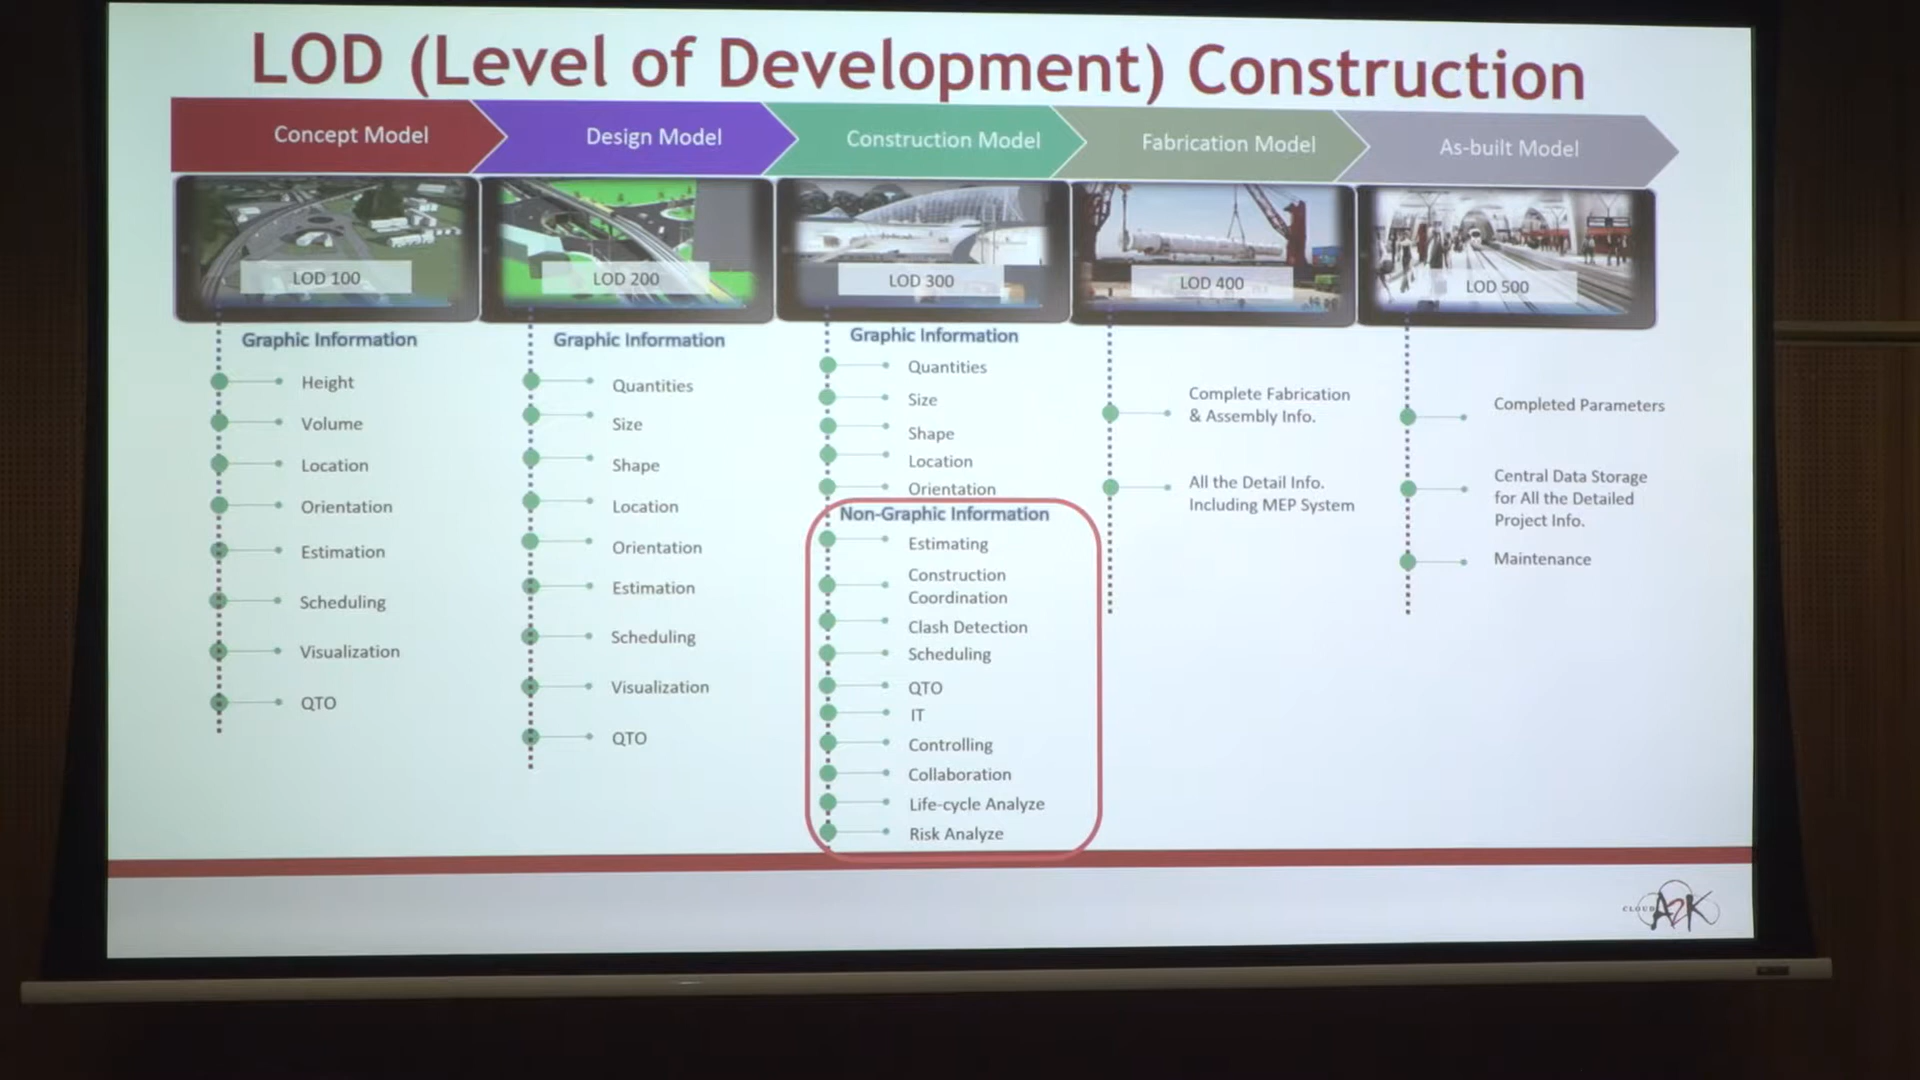 LOD (Level of Development) Construction
Concept Model
Design Model
Construction Model
Fabrication Model
As-built Model
LOD 100
LOD 200
LOD 300
LOD 400
LOD 500
Graphic Information
Height
Volume
Location
Orientation
Estimation
Scheduling
Visualization
QTO
Graphic Information
Quantities
Size
Shape
Location
Orientation
Estimation
Scheduling
Visualization
QTO
Graphic Information
Quantities
Size
Shape
Location
Orientation
Non-Graphic Information
Estimating
Construction
Coordination
Clash Detection
Scheduling
QTO
IT
Controlling
Collaboration
Life-cycle Analyze
Risk Analyze
Complete Fabrication
& Assembly Info.
All the Detail Info.
Including MEP System
Completed Parameters
Central Data Storage
for All the Detailed
Project Info.
Maintenance
CLOUD A2K